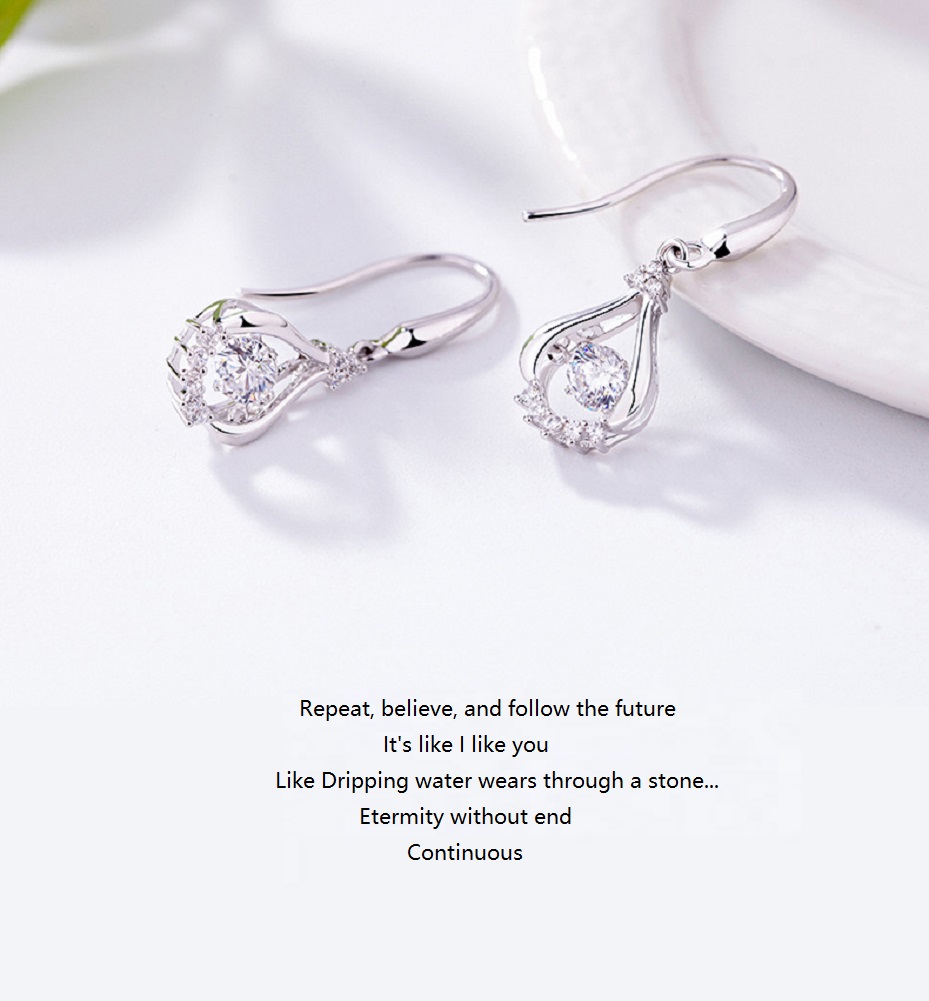 Repeat, believe, and follow the future
It's like I like you
Like Dripping water wears through a stone...
Etermity without end
Continuous